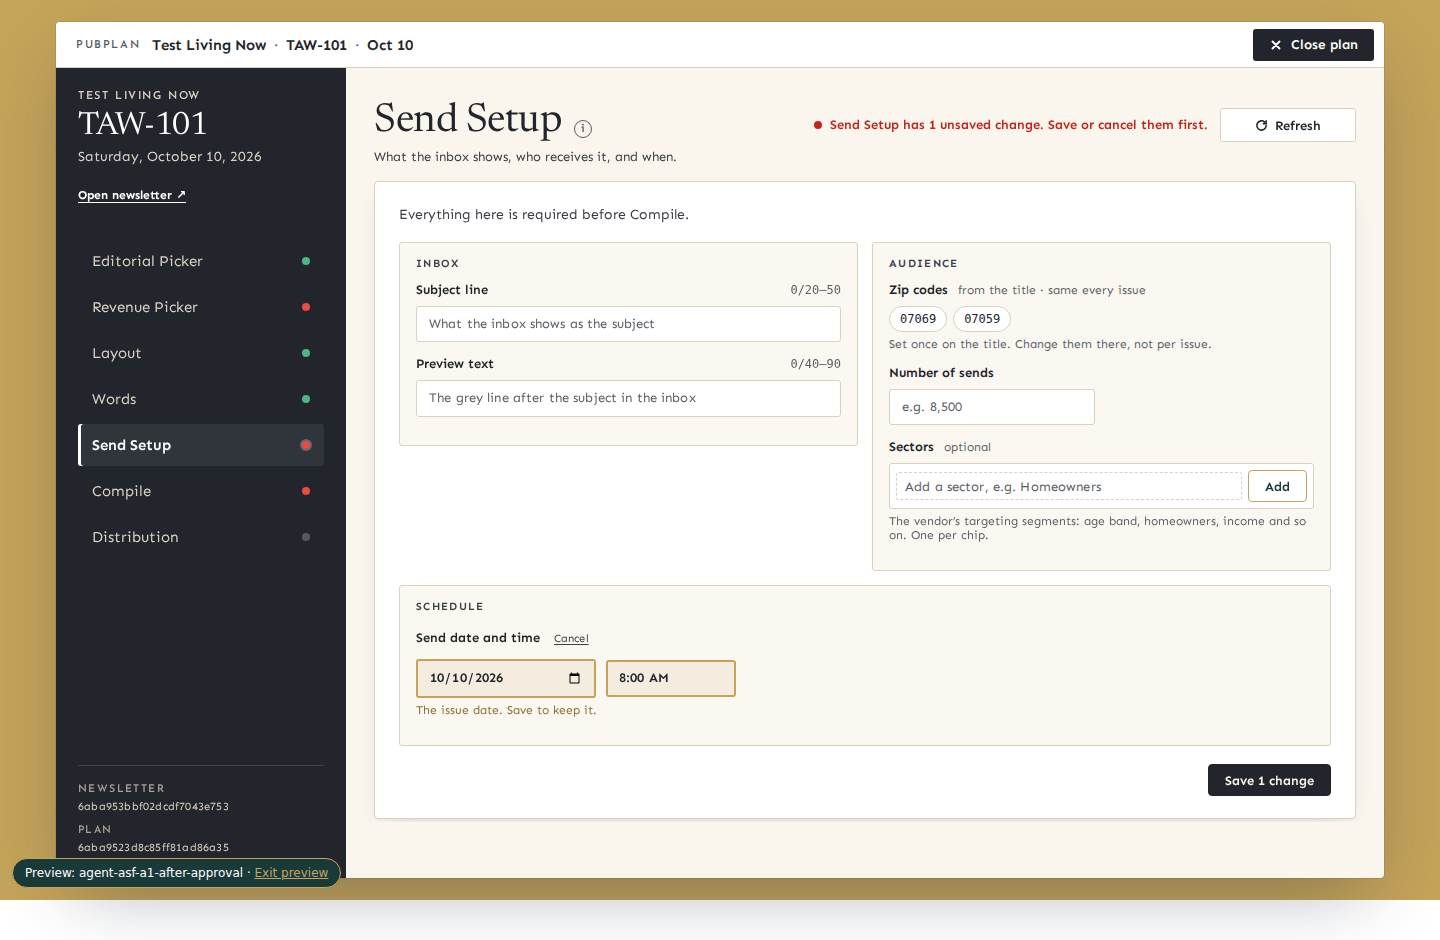 PUBPLAN Test Living Now · TAW-101 · Oct 10
Close plan
TEST LIVING NOW
TAW-101
Saturday, October 10, 2026
Open newsletter ↗
Editorial Picker
Revenue Picker
Layout
Words
Send Setup
Compile
Distribution
NEWSLETTER
6aba953bbf02dcdf7043e753
PLAN
6aba9523d8c85ff81ad86a35
Preview: agent-asf-a1-after-approval · Exit preview
Send Setup
What the inbox shows, who receives it, and when.
Send Setup has 1 unsaved change. Save or cancel them first.
Refresh
Everything here is required before Compile.
INBOX
Subject line 0/20–50
What the inbox shows as the subject
Preview text 0/40–90
The grey line after the subject in the inbox
AUDIENCE
Zip codes from the title · same every issue
07069 07059
Set once on the title. Change them there, not per issue.
Number of sends
e.g. 8,500
Sectors optional
Add a sector, e.g. Homeowners
Add
The vendor’s targeting segments: age band, homeowners, income and so
on. One per chip.
SCHEDULE
Send date and time Cancel
10/10/2026 8:00 AM
The issue date. Save to keep it.
Save 1 change